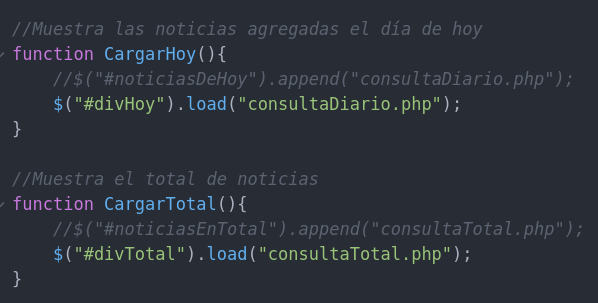 //Muestra las noticias agregadas el día de hoy
function CargarHoy(){
    //$("#noticiasDeHoy").append("consultaDiario.php");
    $("#divHoy").load("consultaDiario.php");
}

//Muestra el total de noticias
function CargarTotal(){
    //$("#noticiasEnTotal").append("consultaTotal.php");
    $("#divTotal").load("consultaTotal.php");
}